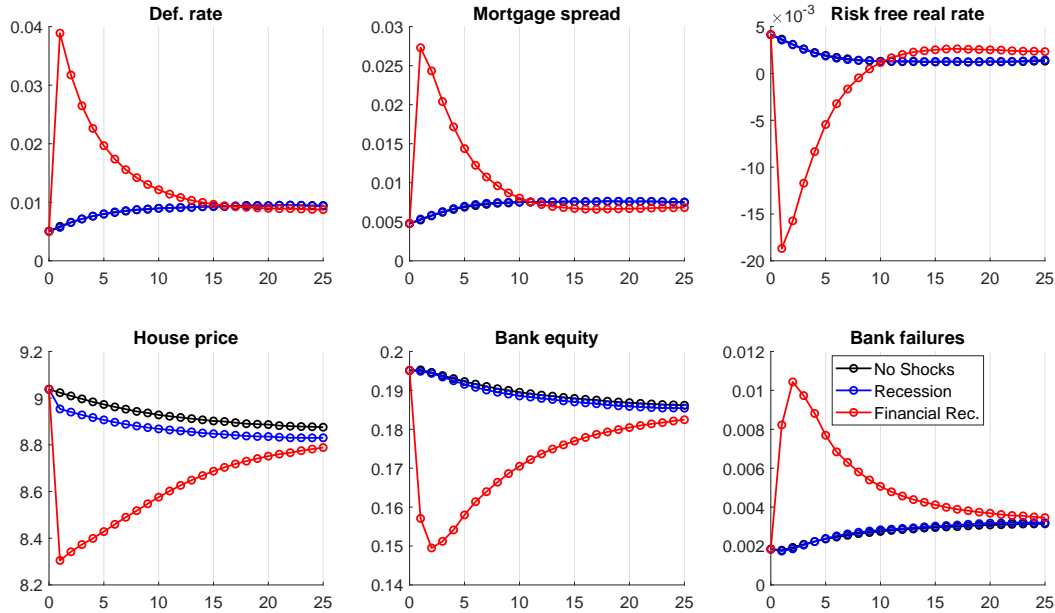 Def. rate
0.04
0.03
0.02
0.01
0
0 5 10 15 20 25
Mortgage spread
0.03
0.025
0.02
0.015
0.01
0.005
0
0 5 10 15 20 25
Risk free real rate
×10⁻³
5
0
-5
-10
-15
-20
0 5 10 15 20 25
House price
9.2
9
8.8
8.6
8.4
8.2
0 5 10 15 20 25
Bank equity
0.2
0.19
0.18
0.17
0.16
0.15
0.14
0 5 10 15 20 25
Bank failures
0.012
0.01
0.008
0.006
0.004
0.002
0
0 5 10 15 20 25
No Shocks
Recession
Financial Rec.